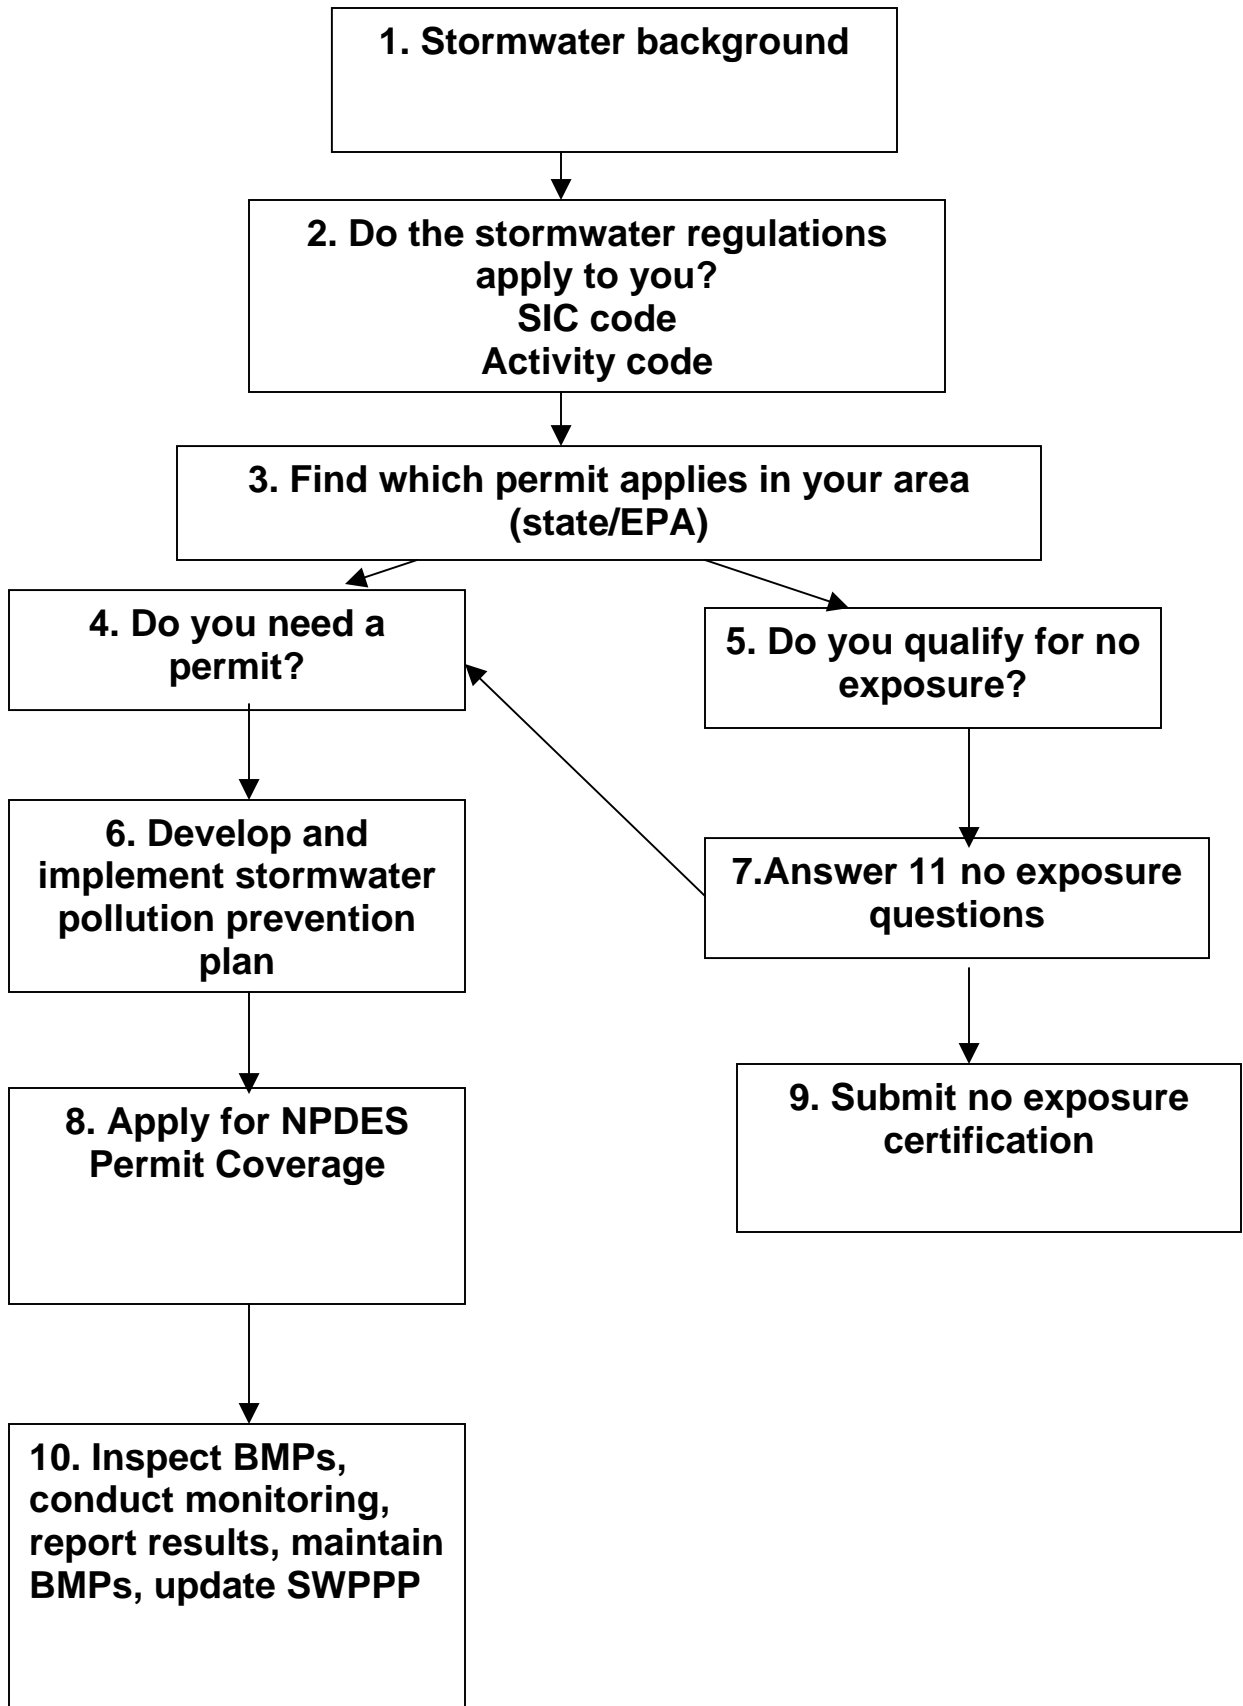 1. Stormwater background
2. Do the stormwater regulations
apply to you?
SIC code
Activity code
3. Find which permit applies in your area
(state/EPA)
4. Do you need a
permit?
5. Do you qualify for no
exposure?
6. Develop and
implement stormwater
pollution prevention
plan
7.Answer 11 no exposure
questions
8. Apply for NPDES
Permit Coverage
9. Submit no exposure
certification
10. Inspect BMPs,
conduct monitoring,
report results, maintain
BMPs, update SWPPP